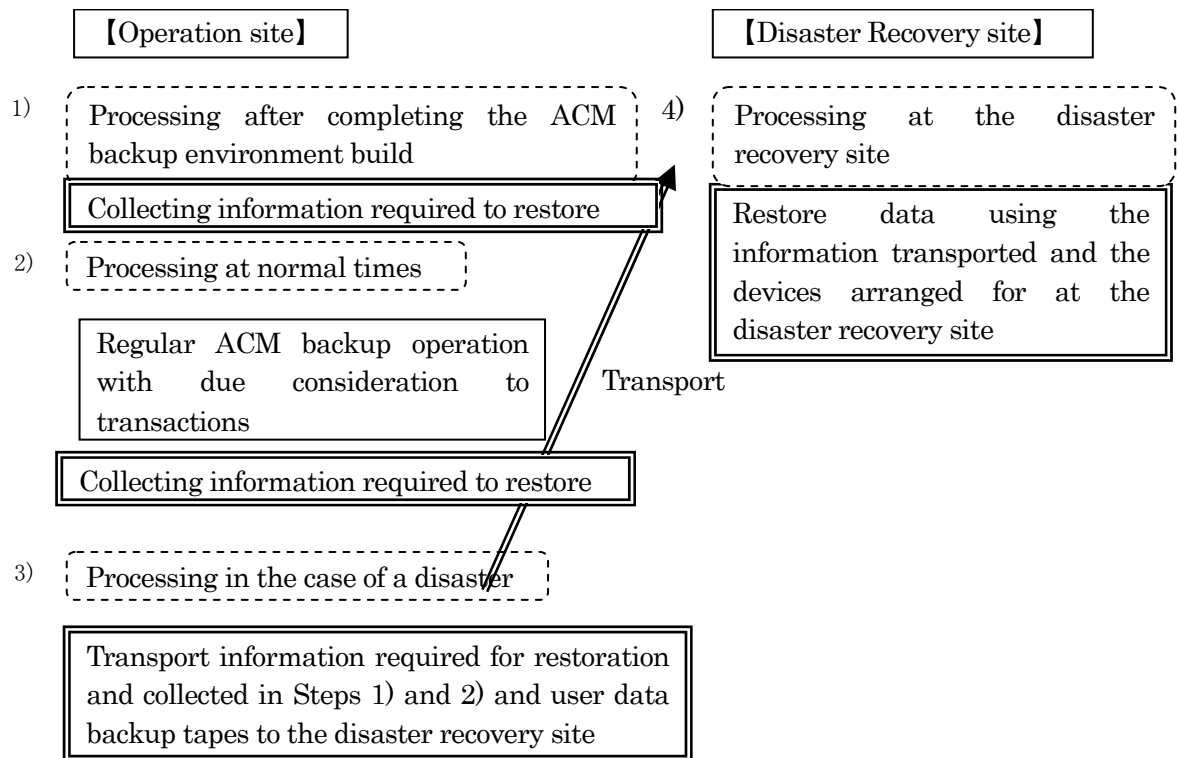 【Operation site】
1)
Processing after completing the ACM
backup environment build
Collecting information required to restore
2)
Processing at normal times
Regular ACM backup operation
with due consideration to
transactions
Collecting information required to restore
3)
Processing in the case of a disaster
Transport information required for restoration
and collected in Steps 1) and 2) and user data
backup tapes to the disaster recovery site
Transport
【Disaster Recovery site】
4)
Processing at the disaster
recovery site
Restore data using the
information transported and the
devices arranged for at the
disaster recovery site